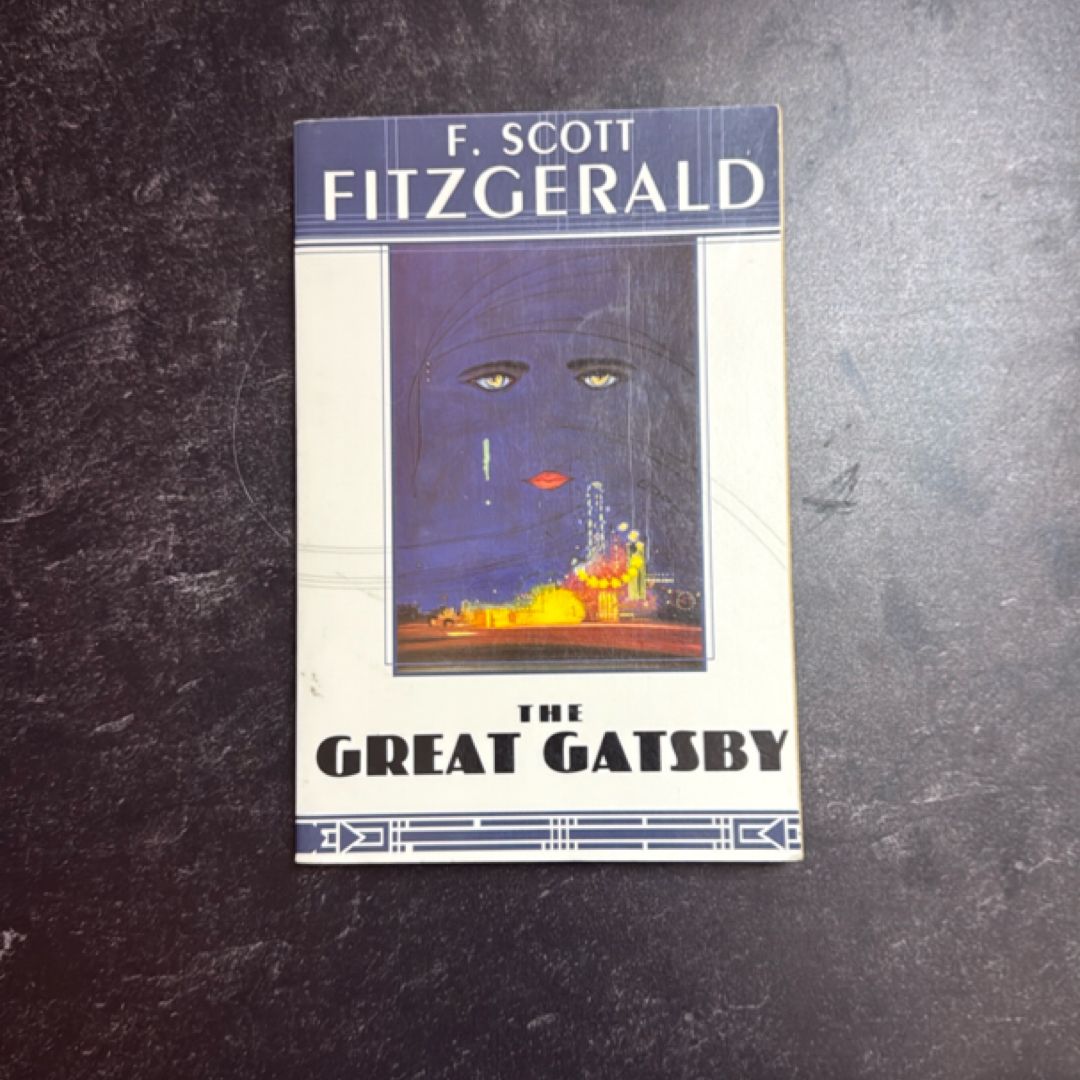 F. SCOTT
FITZGERALD
THE
GREAT GATSBY